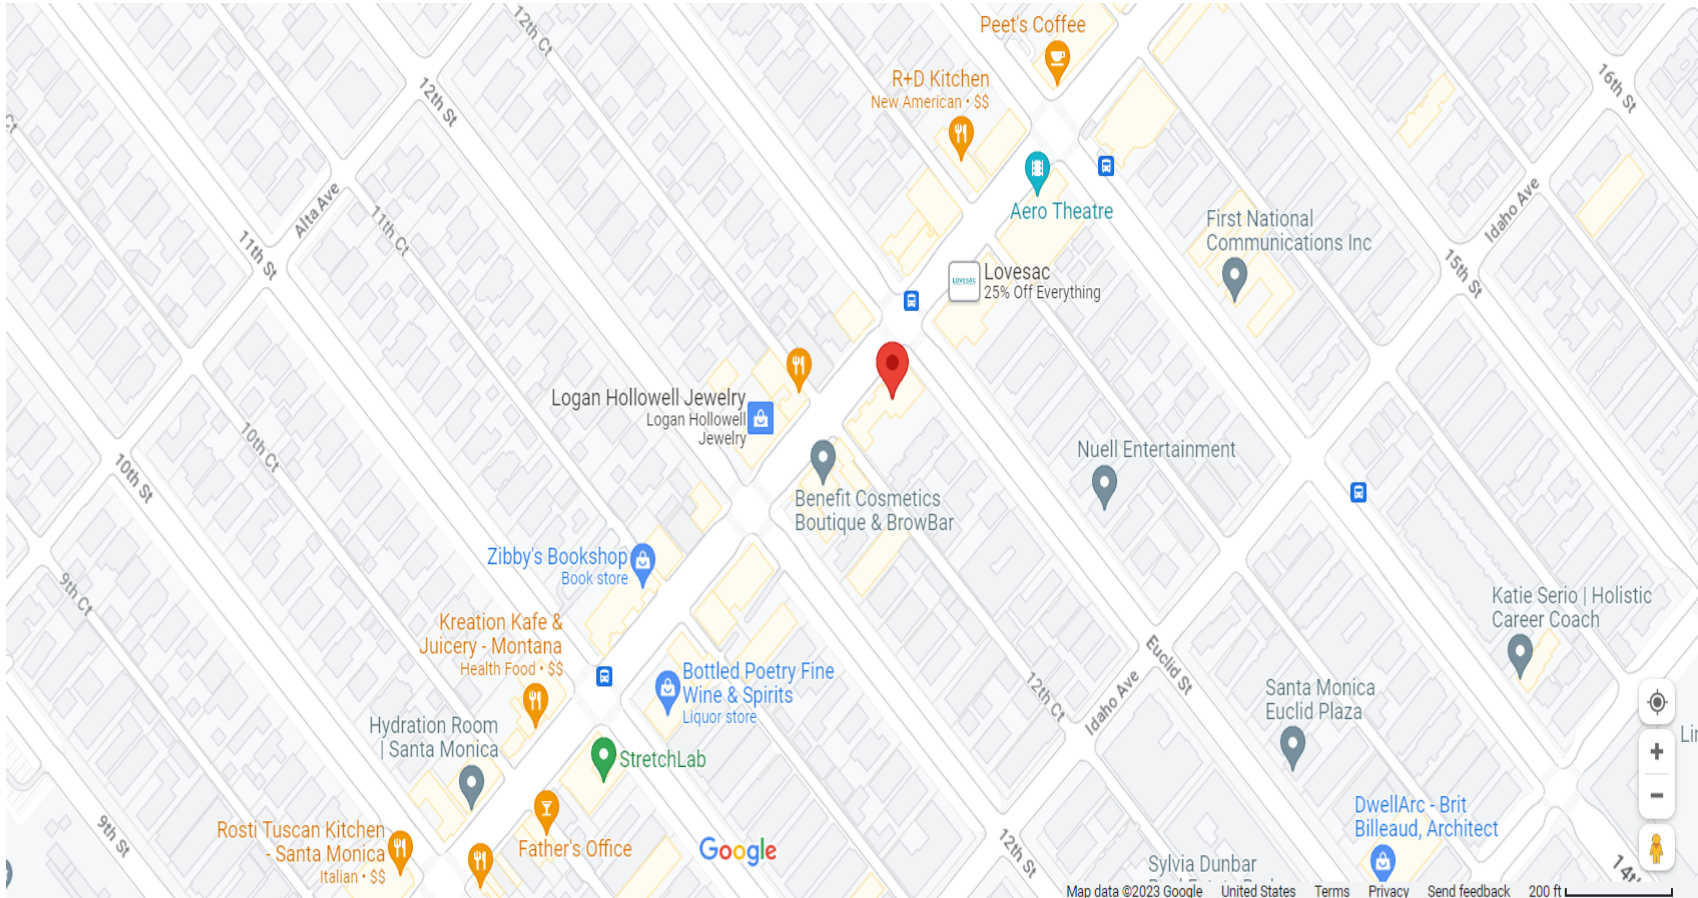 12th Ct
Peet's Coffee
R+D Kitchen
New American • $$
16th St
12th St
Ct
Alta Ave
11th Ct
11th St
Aero Theatre
First National
Communications Inc
Idaho Ave
15th St
LOVESAC
Lovesac
25% Off Everything
Logan Hollowell Jewelry
Logan Hollowell
Jewelry
10th Ct
10th St
Nuell Entertainment
Benefit Cosmetics
Boutique & BrowBar
Zibby's Bookshop
Book store
9th Ct
Kreation Kafe &
Juicery - Montana
Health Food • $$
Katie Serio | Holistic
Career Coach
Euclid St
Bottled Poetry Fine
Wine & Spirits
Liquor store
12th Ct
Idaho Ave
Santa Monica
Euclid Plaza
Hydration Room
| Santa Monica
StretchLab
Lin
9th St
Rosti Tuscan Kitchen
- Santa Monica
Italian • $$
Father's Office
Google
12th St
DwellArc - Brit
Billeaud, Architect
Sylvia Dunbar
14th
Map data ©2023 Google United States Terms Privacy Send feedback 200 ft